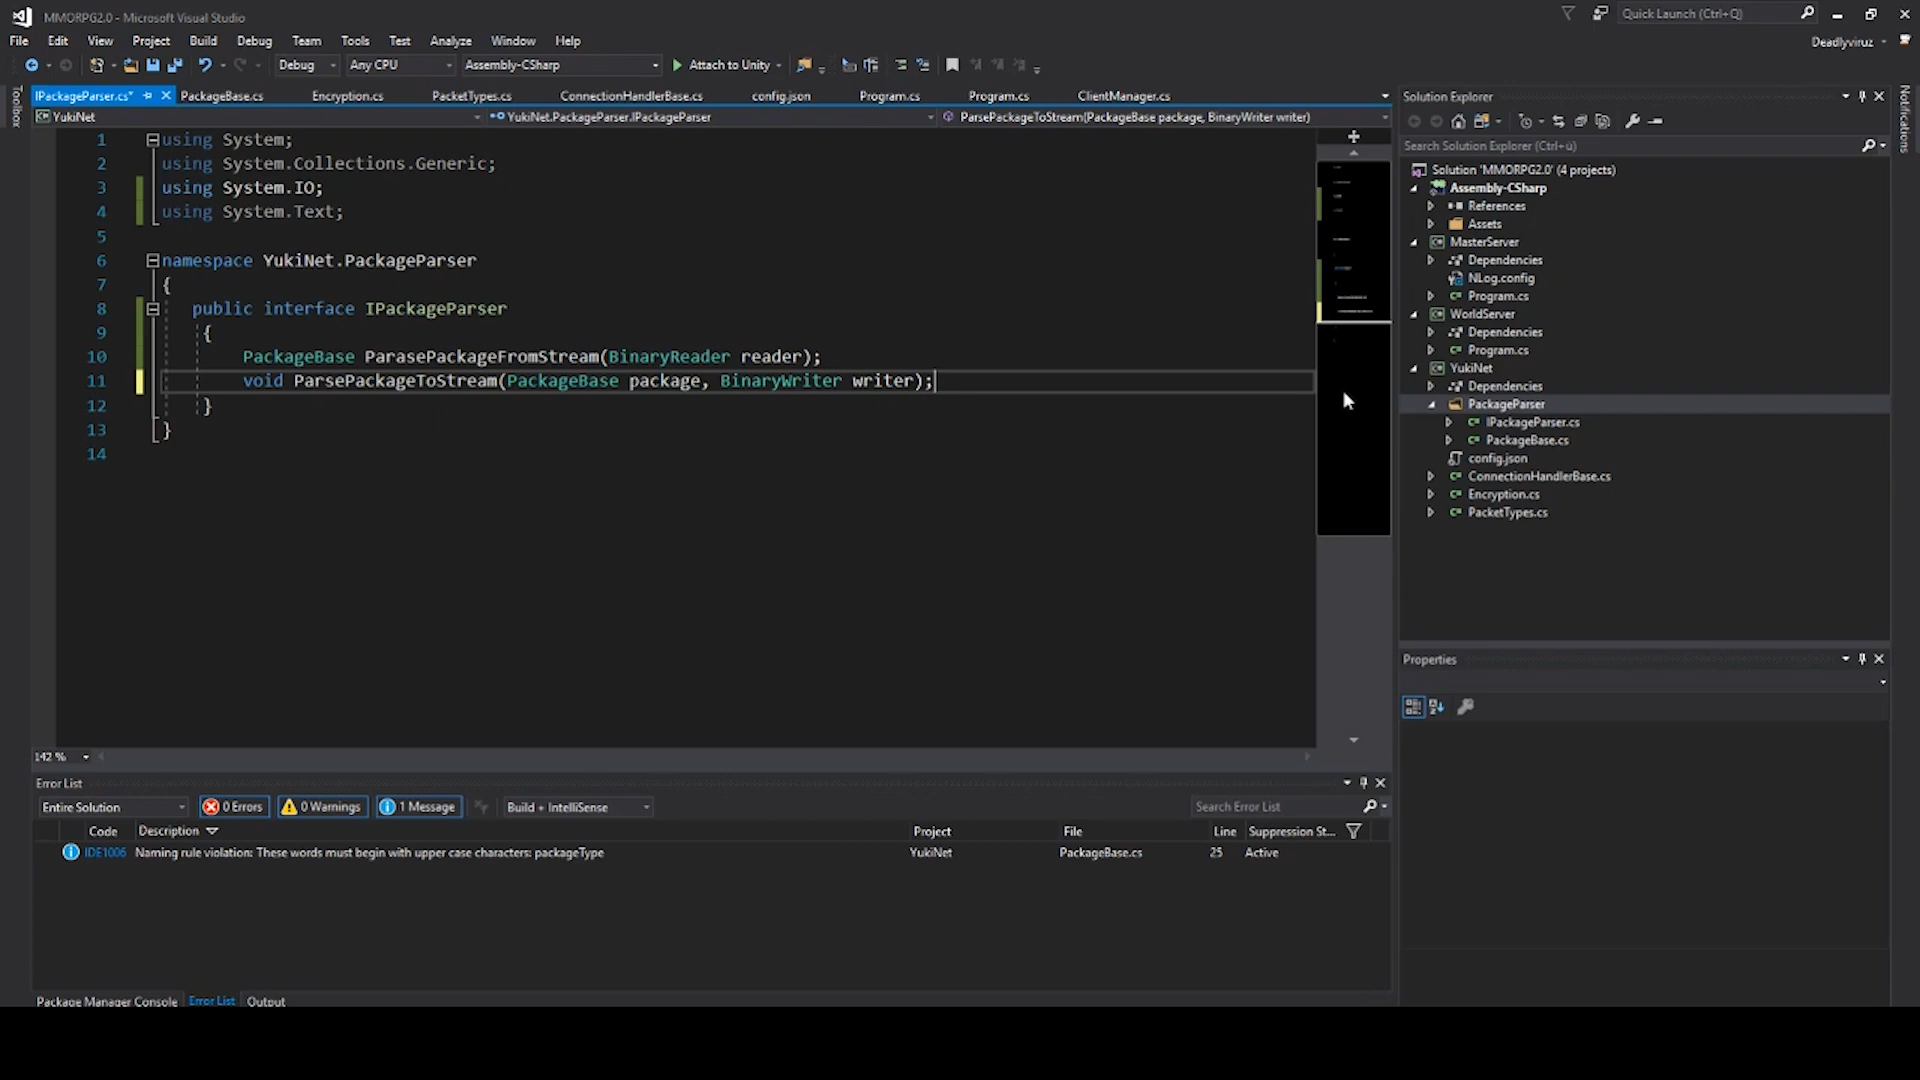 MMORPG2.0 - Microsoft Visual Studio
Quick Launch (Ctrl+Q)
File Edit View Project Build Debug Team Tools Test Analyze Window Help
Deadlyviruz
Debug Any CPU Assembly-CSharp Attach to Unity
Toolbox
IPackageParser.cs* PackageBase.cs Encryption.cs PacketTypes.cs ConnectionHandlerBase.cs config.json Program.cs Program.cs ClientManager.cs
YukiNet YukiNet.PackageParser.IPackageParser ParsePackageToStream(PackageBase package, BinaryWriter writer)
1 using System;
2 using System.Collections.Generic;
3 using System.IO;
4 using System.Text;
5
6 namespace YukiNet.PackageParser
7 {
8 public interface IPackageParser
9 {
10 PackageBase ParasePackageFromStream(BinaryReader reader);
11 void ParsePackageToStream(PackageBase package, BinaryWriter writer);
12 }
13 }
14
142 %
Solution Explorer
Search Solution Explorer (Ctrl+ü)
Solution 'MMORPG2.0' (4 projects)
Assembly-CSharp
References
Assets
MasterServer
Dependencies
NLog.config
Program.cs
WorldServer
Dependencies
Program.cs
YukiNet
Dependencies
PackageParser
IPackageParser.cs
PackageBase.cs
config.json
ConnectionHandlerBase.cs
Encryption.cs
PacketTypes.cs
Notifications
Properties
Error List
Entire Solution 0 Errors 0 Warnings 1 Message Build + IntelliSense Search Error List
Code Description Project File Line Suppression St...
IDE1006 Naming rule violation: These words must begin with upper case characters: packageType YukiNet PackageBase.cs 25 Active
Package Manager Console Error List Output